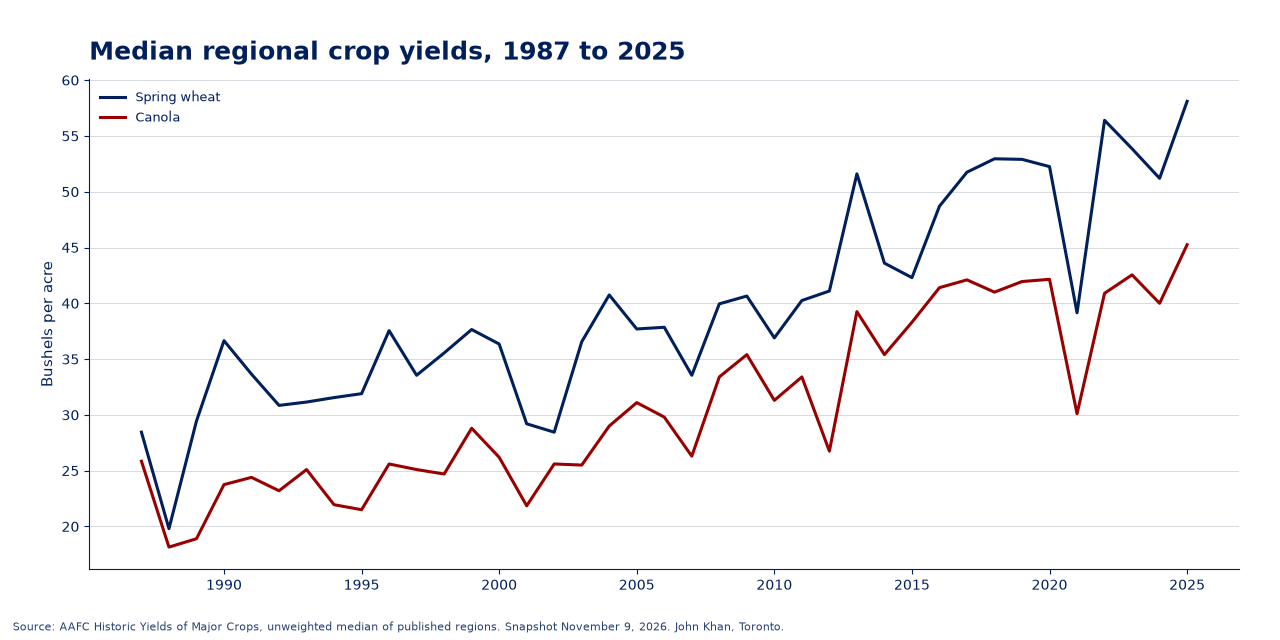 Median regional crop yields, 1987 to 2025
60
55
50
45
40
35
30
25
20
Bushels per acre
Spring wheat
Canola
1990 1995 2000 2005 2010 2015 2020 2025
Source: AAFC Historic Yields of Major Crops, unweighted median of published regions. Snapshot November 9, 2026. John Khan, Toronto.